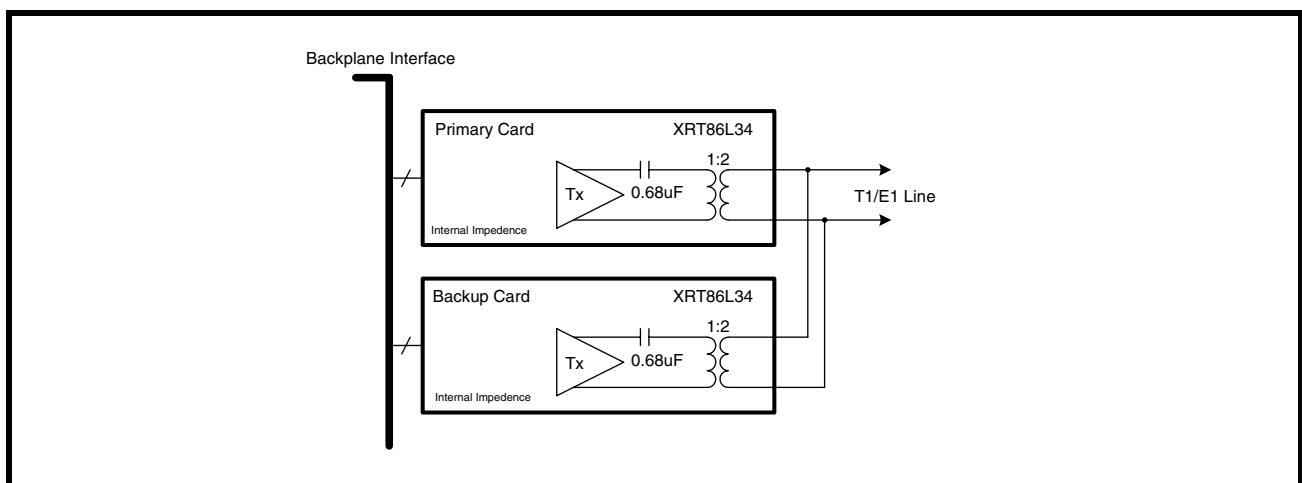 Backplane Interface
Primary Card
XRT86L34
1:2
Tx
0.68uF
T1/E1 Line
Internal Impedence
Backup Card
XRT86L34
1:2
Tx
0.68uF
Internal Impedence